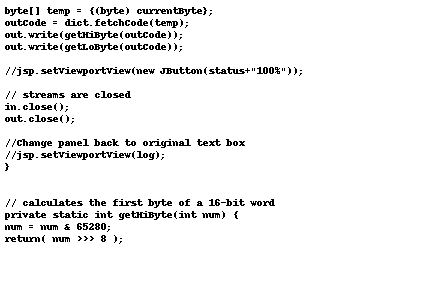 byte[] temp = {(byte) currentByte};
outCode = dict.fetchCode(temp);
out.write(getHiByte(outCode));
out.write(getLoByte(outCode));

//jsp.setViewportView(new JButton(status+"100%"));

// streams are closed
in.close();
out.close();

//Change panel back to original text box
//jsp.setViewportView(log);
}

// calculates the first byte of a 16-bit word
private static int getHiByte(int num) {
num = num & 65280;
return( num >>> 8 );